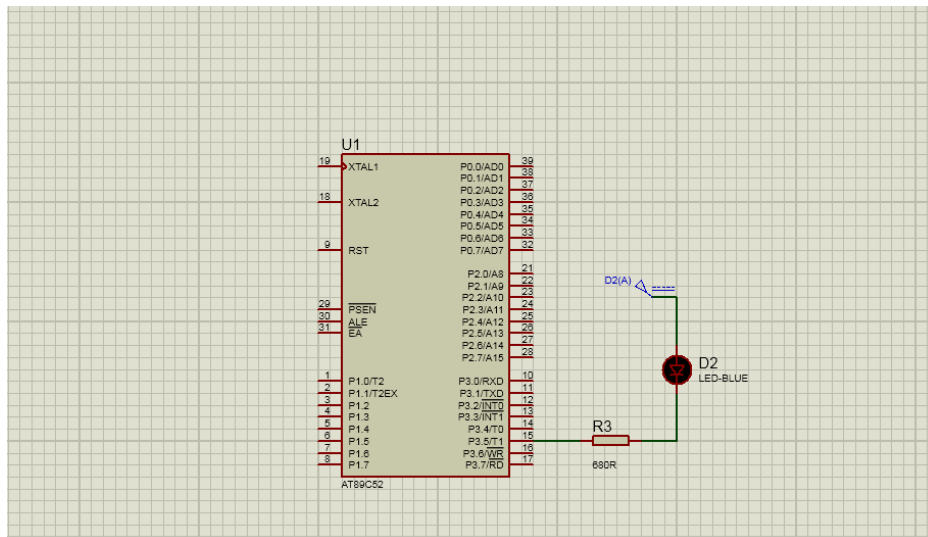 U1
19 XTAL1 P0.0/AD0 39
P0.1/AD1 38
P0.2/AD2 37
18 XTAL2 P0.3/AD3 36
P0.4/AD4 35
P0.5/AD5 34
P0.6/AD6 33
9 RST P0.7/AD7 32
P2.0/A8 21
P2.1/A9 22
D2(A)
P2.2/A10 23
29 PSEN P2.3/A11 24
30 ALE P2.4/A12 25
31 EA P2.5/A13 26
P2.6/A14 27
P2.7/A15 28
D2
LED-BLUE
1 P1.0/T2 P3.0/RXD 10
2 P1.1/T2EX P3.1/TXD 11
3 P1.2 P3.2/INT0 12
4 P1.3 P3.3/INT1 13
5 P1.4 P3.4/T0 14
R3
6 P1.5 P3.5/T1 15
7 P1.6 P3.6/WR 16
8 P1.7 P3.7/RD 17
680R
AT89C52